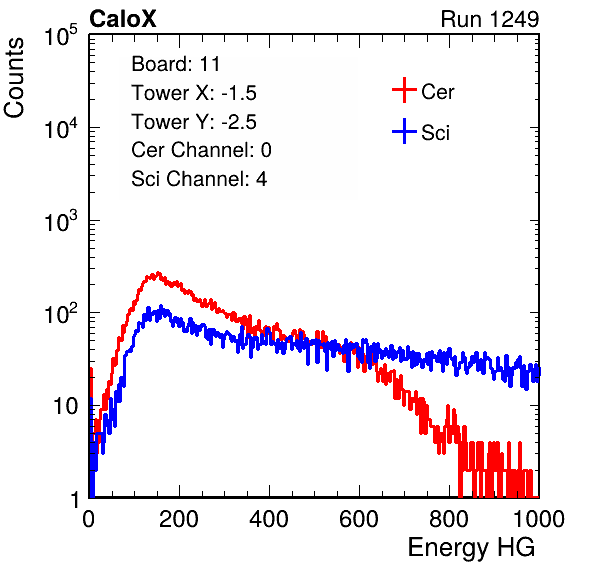 CaloX Run 1249
Counts
10^5
10^4
10^3
10^2
10
1
Board: 11
Tower X: -1.5
Tower Y: -2.5
Cer Channel: 0
Sci Channel: 4
Cer
Sci
0 200 400 600 800 1000
Energy HG